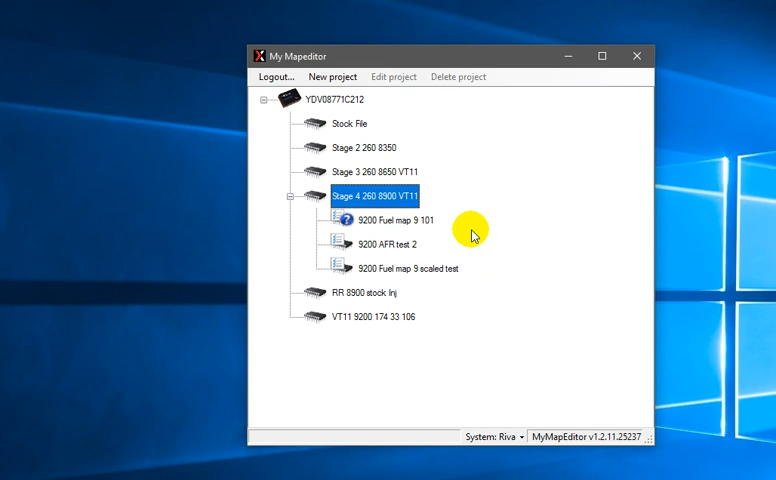 My Mapeditor
Logout... New project Edit project Delete project
YDV08771C212
Stock File
Stage 2 260 8350
Stage 3 260 8650 VT11
Stage 4 260 8900 VT11
9200 Fuel map 9 101
9200 AFR test 2
9200 Fuel map 9 scaled test
RR 8900 stock Inj
VT11 9200 174 33 106
System: Riva MyMapEditor v1.2.11.25237